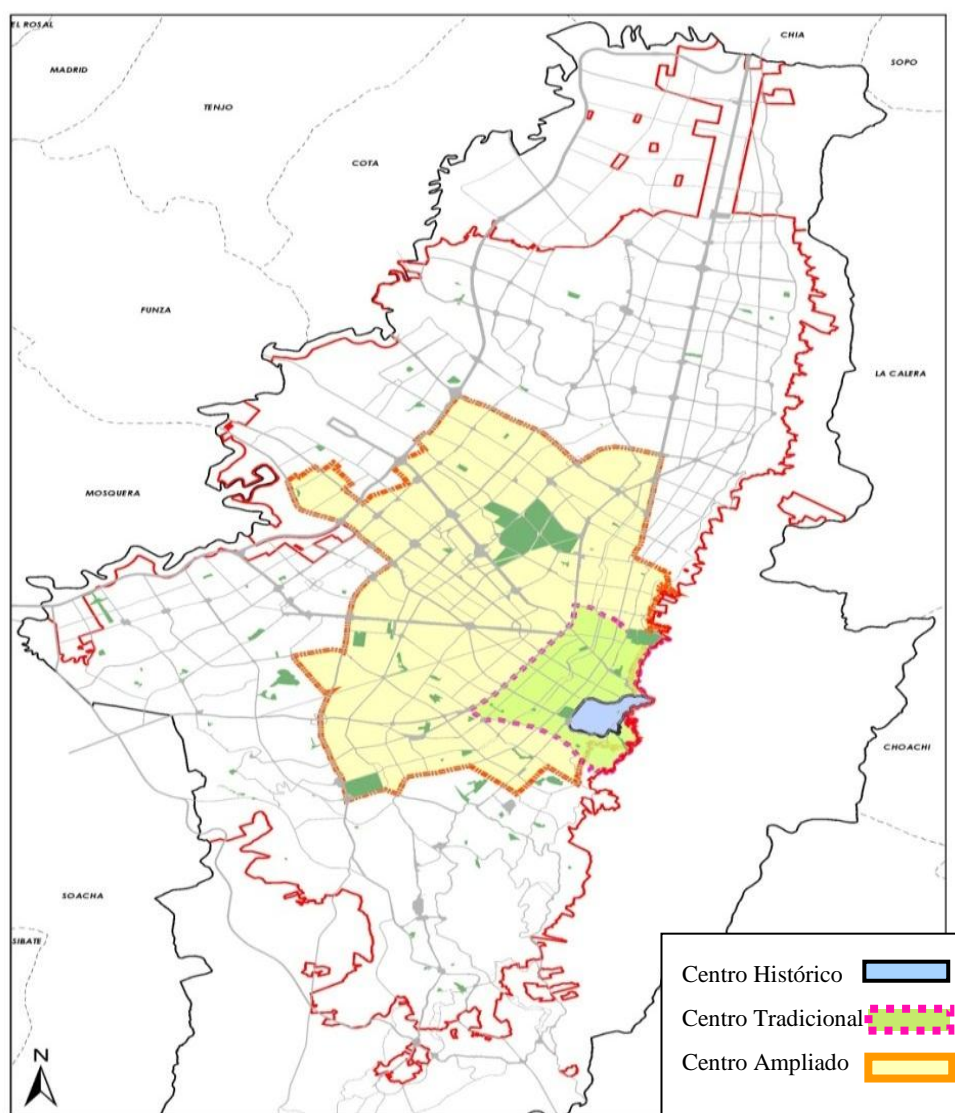 EL ROSAL
CHIA
MADRID
SOPO
TENJO
COTA
FUNZA
LA CALERA
MOSQUERA
CHOACHI
SOACHA
SIBATE
Centro Histórico
Centro Tradicional
Centro Ampliado
N